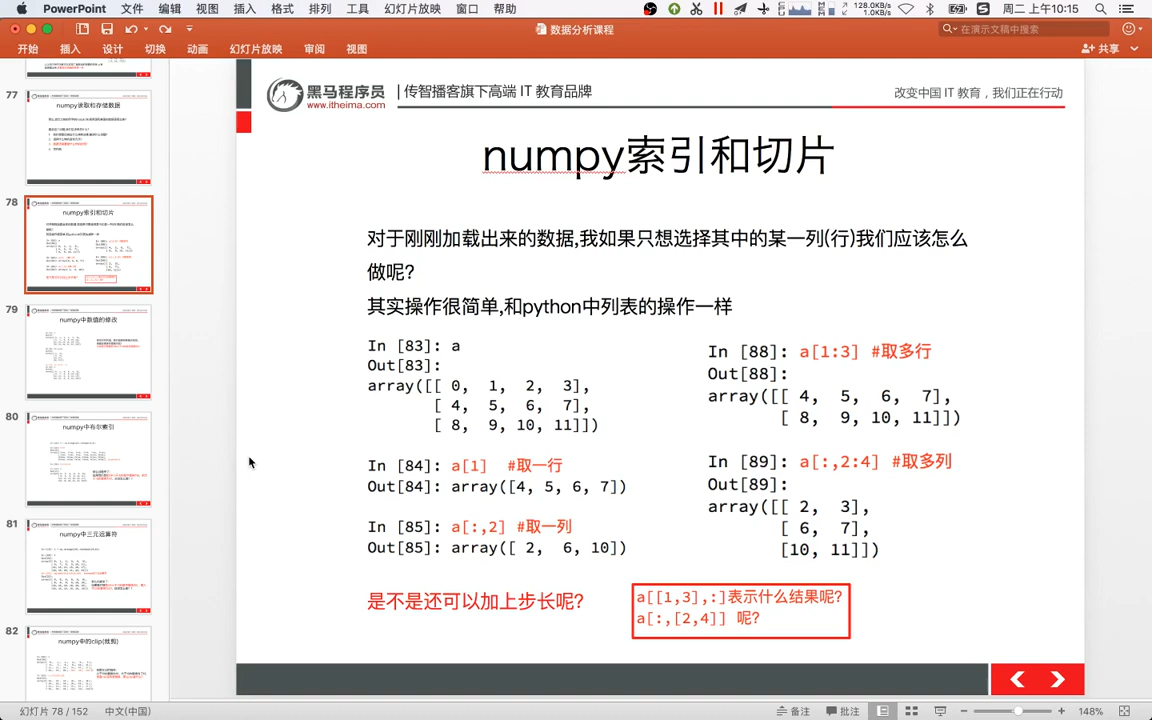 PowerPoint 文件 编辑 视图 插入 格式 排列 工具 幻灯片放映 窗口 帮助 128.0KB/s 1.0KB/s 周二 上午10:15
数据分析课程 在演示文稿中搜索
开始 插入 设计 切换 动画 幻灯片放映 审阅 视图 共享
77
numpy读取和存储数据
78
numpy索引和切片
79
numpy中数值的修改
80
numpy中布尔索引
81
numpy中三元运算符
82
numpy中的clip(裁剪)
黑马程序员
www.itheima.com
传智播客旗下高端 IT 教育品牌
改变中国 IT 教育，我们正在行动
numpy索引和切片
对于刚刚加载出来的数据,我如果只想选择其中的某一列(行)我们应该怎么
做呢?
其实操作很简单,和python中列表的操作一样
In [83]: a
Out[83]:
array([[ 0, 1, 2, 3],
[ 4, 5, 6, 7],
[ 8, 9, 10, 11]])
In [84]: a[1] #取一行
Out[84]: array([4, 5, 6, 7])
In [85]: a[:,2] #取一列
Out[85]: array([ 2, 6, 10])
In [88]: a[1:3] #取多行
Out[88]:
array([[ 4, 5, 6, 7],
[ 8, 9, 10, 11]])
In [89]: a[:,2:4] #取多列
Out[89]:
array([[ 2, 3],
[ 6, 7],
[10, 11]])
是不是还可以加上步长呢?
a[[1,3],:]表示什么结果呢?
a[:,[2,4]] 呢?
幻灯片 78 / 152 中文(中国) 备注 批注 148%